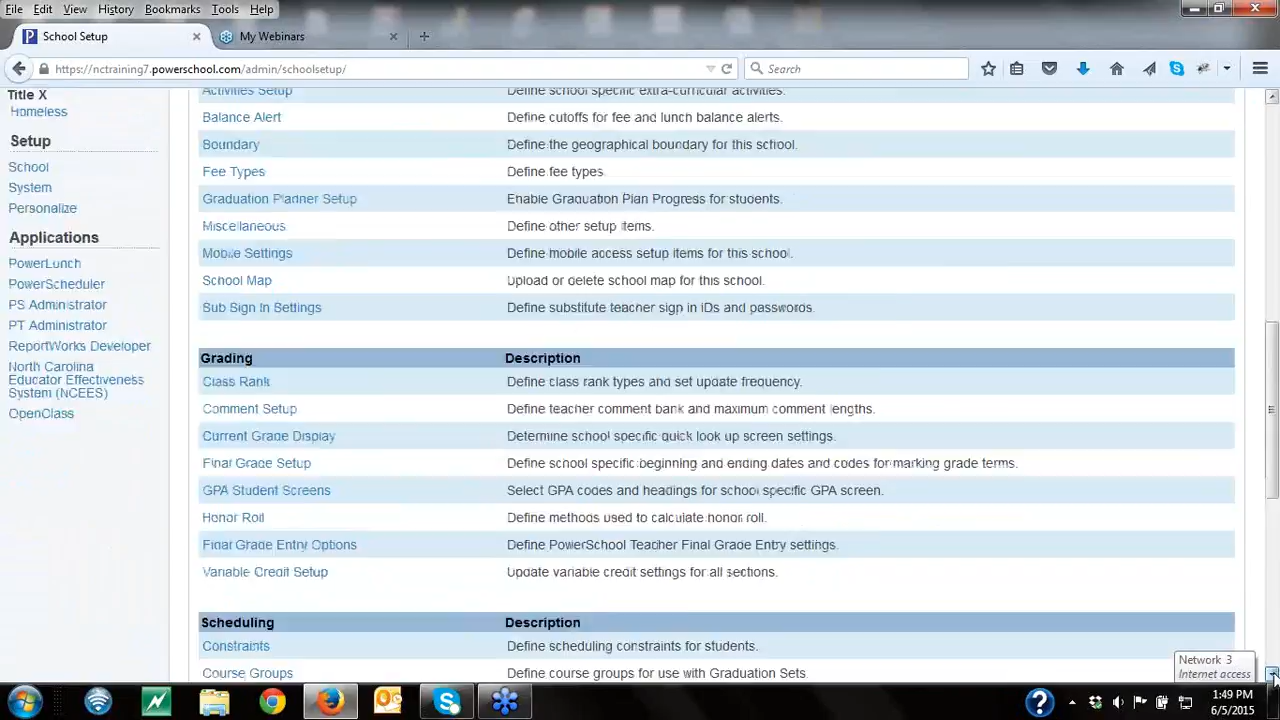 File Edit View History Bookmarks Tools Help
School Setup × My Webinars × +
https://nctraining7.powerschool.com/admin/schoolsetup/ Search
Title X
Homeless
Setup
School
System
Personalize
Applications
PowerLunch
PowerScheduler
PS Administrator
PT Administrator
ReportWorks Developer
North Carolina
Educator Effectiveness
System (NCEES)
OpenClass
Activities Setup Define school specific extra-curricular activities.
Balance Alert Define cutoffs for fee and lunch balance alerts.
Boundary Define the geographical boundary for this school.
Fee Types Define fee types.
Graduation Planner Setup Enable Graduation Plan Progress for students.
Miscellaneous Define other setup items.
Mobile Settings Define mobile access setup items for this school.
School Map Upload or delete school map for this school.
Sub Sign In Settings Define substitute teacher sign in IDs and passwords.
Grading Description
Class Rank Define class rank types and set update frequency.
Comment Setup Define teacher comment bank and maximum comment lengths.
Current Grade Display Determine school specific quick look up screen settings.
Final Grade Setup Define school specific beginning and ending dates and codes for marking grade terms.
GPA Student Screens Select GPA codes and headings for school specific GPA screen.
Honor Roll Define methods used to calculate honor roll.
Final Grade Entry Options Define PowerSchool Teacher Final Grade Entry settings.
Variable Credit Setup Update variable credit settings for all sections.
Scheduling Description
Constraints Define scheduling constraints for students.
Course Groups Define course groups for use with Graduation Sets.
Network 3
Internet access
1:49 PM
6/5/2015